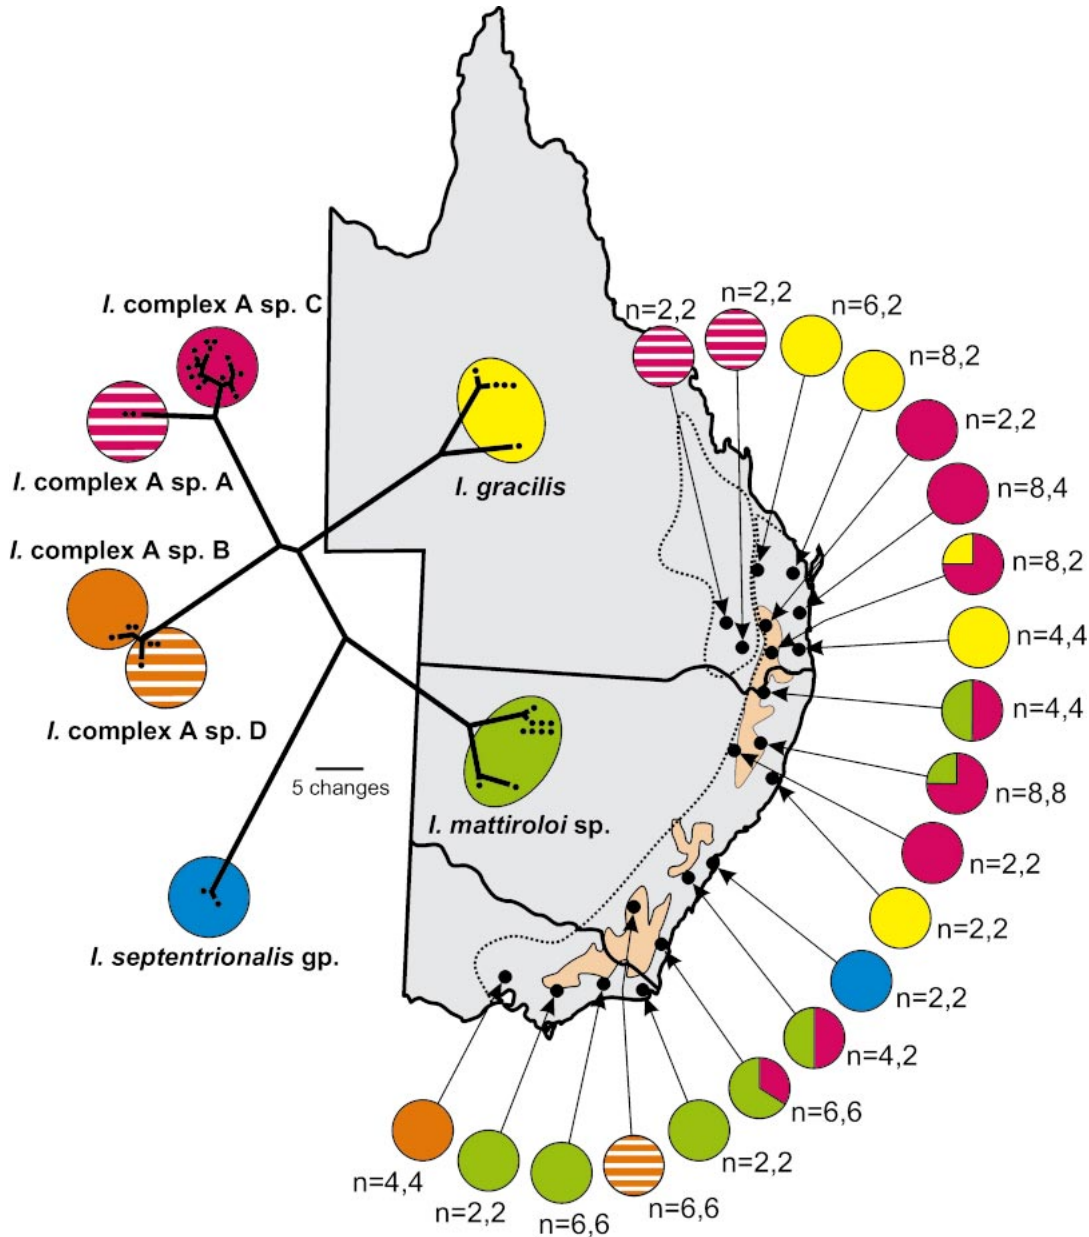 I. complex A sp. C
I. complex A sp. A
I. complex A sp. B
I. complex A sp. D
I. gracilis
5 changes
I. mattiroloi sp.
I. septentrionalis gp.
n=2,2
n=2,2
n=6,2
n=8,2
n=2,2
n=8,4
n=8,2
n=4,4
n=4,4
n=8,8
n=2,2
n=2,2
n=2,2
n=4,2
n=6,6
n=2,2
n=6,6
n=6,6
n=2,2
n=4,4